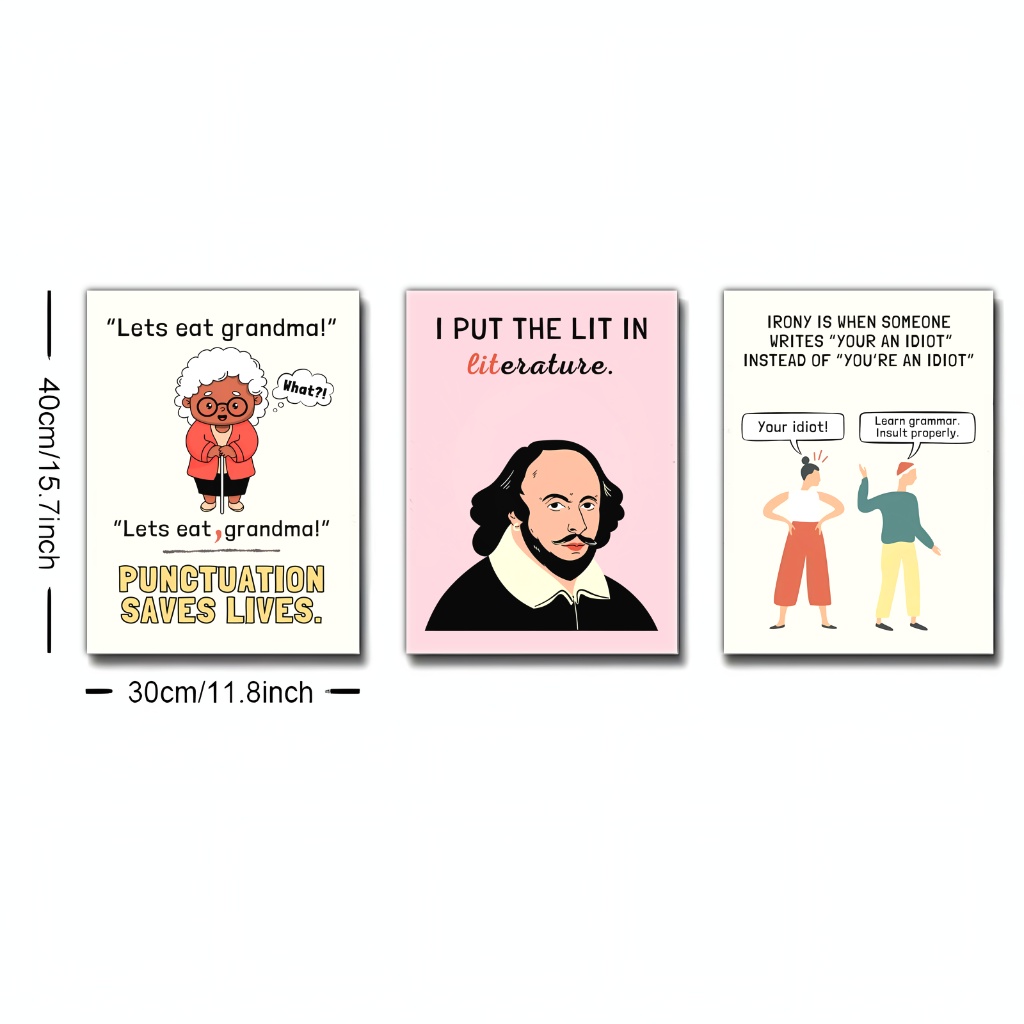 40cm/15.7inch
"Lets eat grandma!"
What?!
"Lets eat,grandma!"
PUNCTUATION
SAVES LIVES.
30cm/11.8inch
I PUT THE LIT IN
literature.
IRONY IS WHEN SOMEONE
WRITES "YOUR AN IDIOT"
INSTEAD OF "YOU'RE AN IDIOT"
Your idiot!
Learn grammar.
Insult properly.